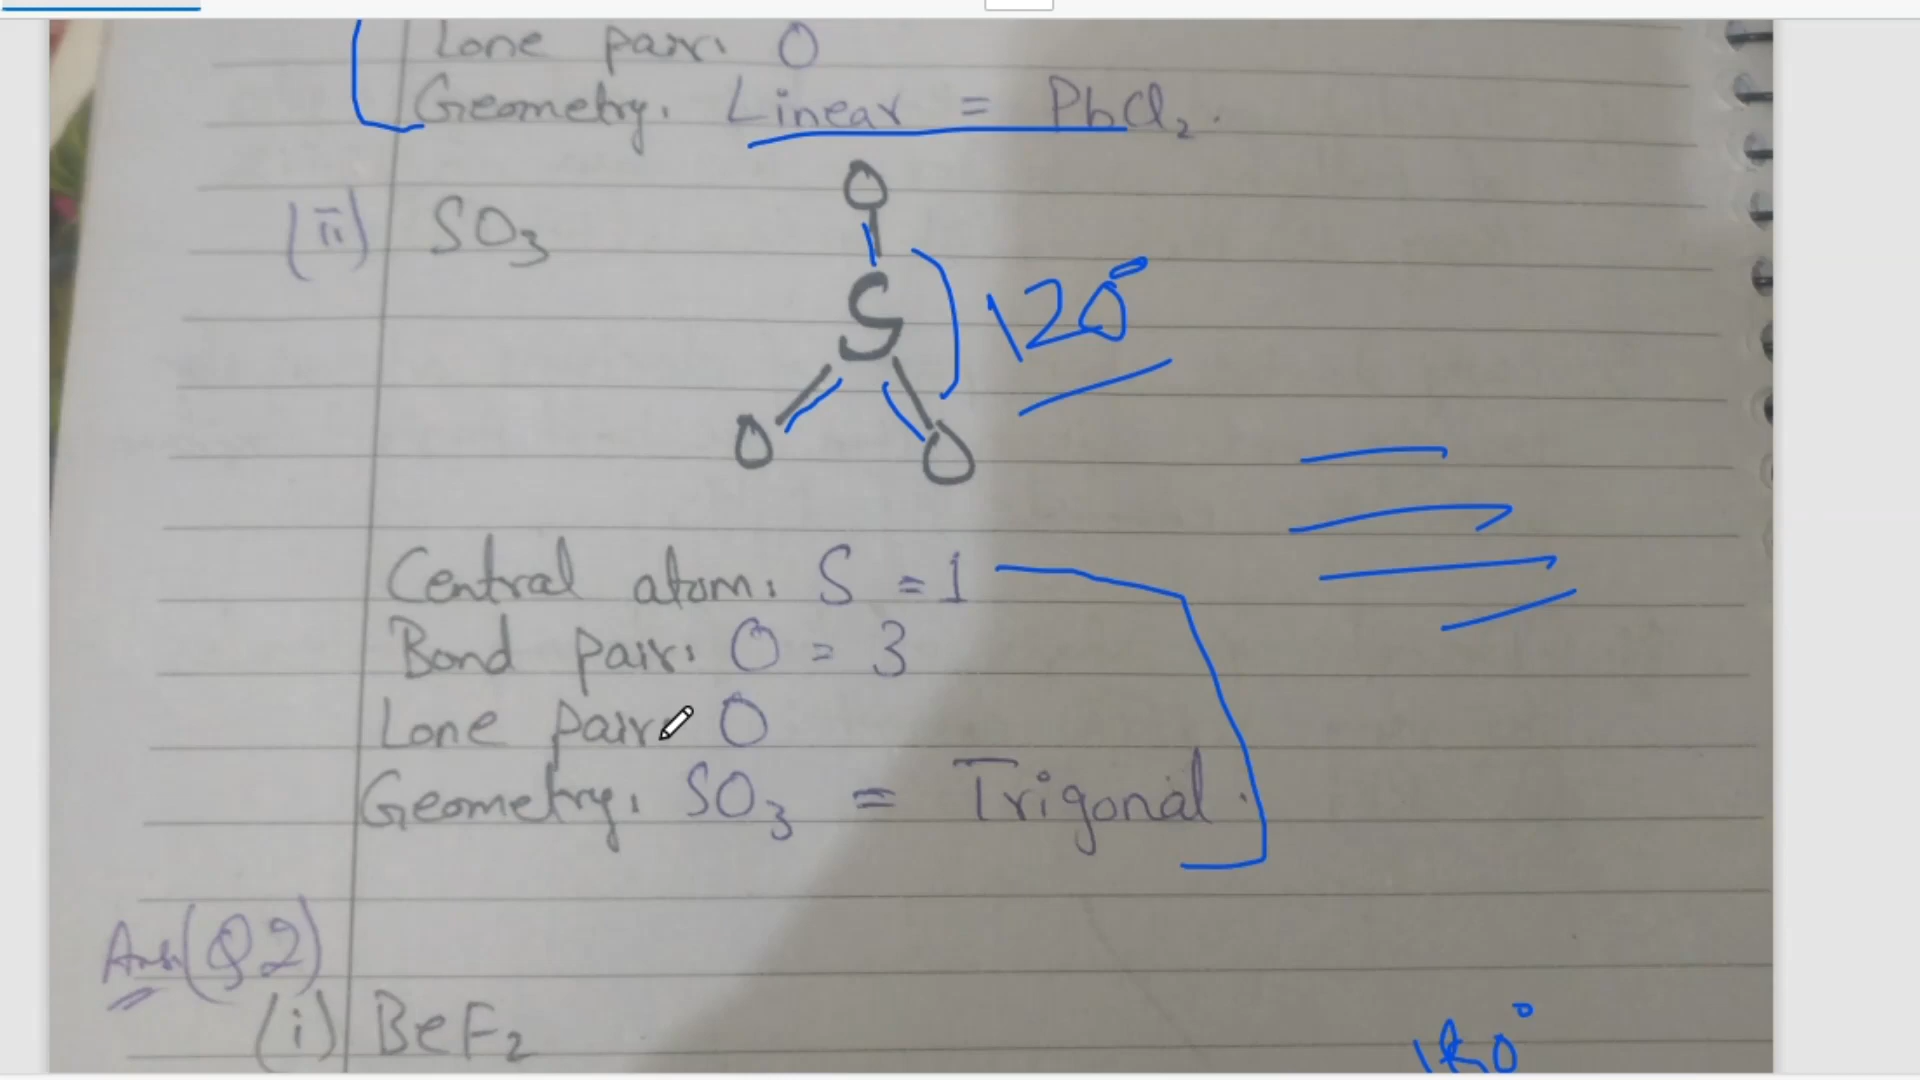 Lone pair: 0
Geometry: Linear = PbCl₂.
(ii) SO₃
O
S 120°
O O
Central atom: S = 1
Bond pair: O = 3
Lone pair: 0
Geometry: SO₃ = Trigonal.
Ans(Q2)
(i) BeF₂
180°